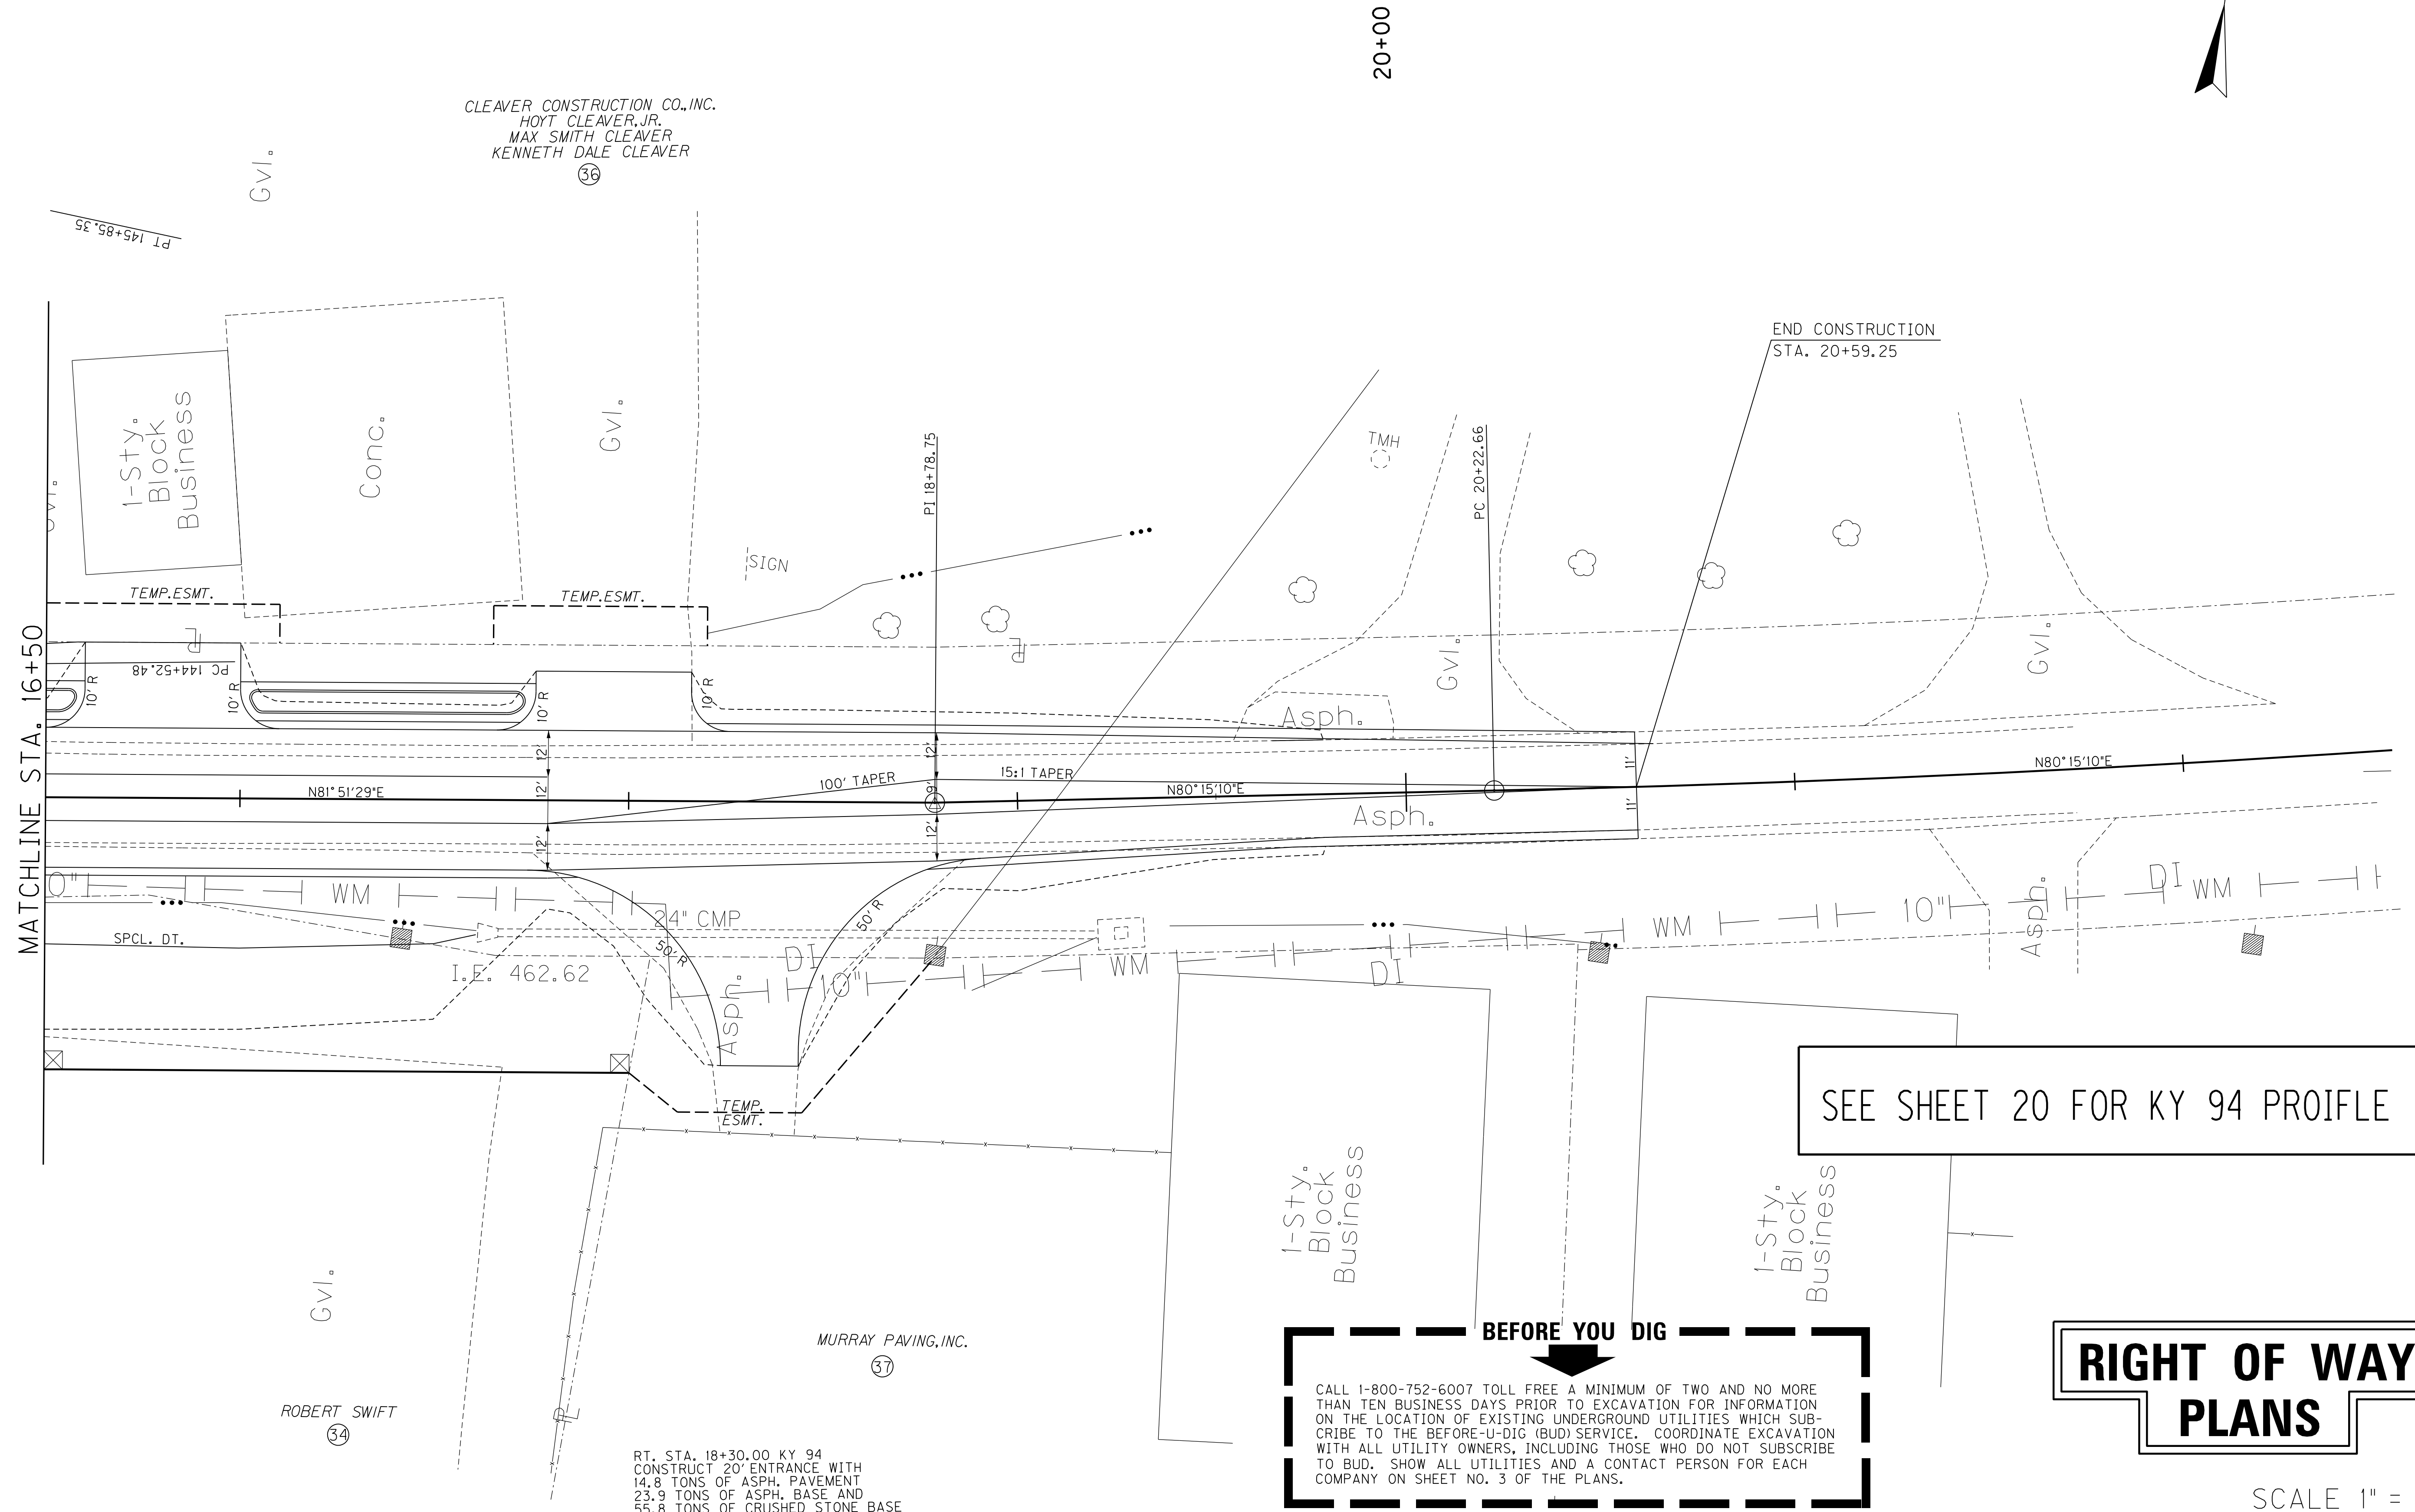 20+00
CLEAVER CONSTRUCTION CO., INC.
HOYT CLEAVER, JR.
MAX SMITH CLEAVER
KENNETH DALE CLEAVER
36
Gvl.
PT 145+85.35
END CONSTRUCTION
STA. 20+59.25
1-Sty.
Block
Business
Conc.
Gvl.
PI 18+78.75
TMH
PC 20+22.66
SIGN
TEMP. ESMT.
TEMP. ESMT.
MATCHLINE STA. 16+50
PC 144+52.48
10' R
10' R
10' R
10' R
Gvl.
Gvl.
Asph.
12'
12'
12'
12'
9'
12'
11'
11'
N81°51'29"E
100' TAPER
15:1 TAPER
N80°15'10"E
N80°15'10"E
Asph.
0"
WM
24" CMP
50' R
50' R
DI
10"
WM
DI
WM
10"
DI
WM
Asph.
Asph.
SPCL. DT.
I.E. 462.62
TEMP.
ESMT.
SEE SHEET 20 FOR KY 94 PROIFLE
1-Sty.
Block
Business
1-Sty.
Block
Business
Gvl.
MURRAY PAVING, INC.
37
ROBERT SWIFT
34
PL
RT. STA. 18+30.00 KY 94
CONSTRUCT 20' ENTRANCE WITH
14.8 TONS OF ASPH. PAVEMENT
23.9 TONS OF ASPH. BASE AND
55.8 TONS OF CRUSHED STONE BASE
BEFORE YOU DIG
CALL 1-800-752-6007 TOLL FREE A MINIMUM OF TWO AND NO MORE
THAN TEN BUSINESS DAYS PRIOR TO EXCAVATION FOR INFORMATION
ON THE LOCATION OF EXISTING UNDERGROUND UTILITIES WHICH SUB-
CRIBE TO THE BEFORE-U-DIG (BUD) SERVICE. COORDINATE EXCAVATION
WITH ALL UTILITY OWNERS, INCLUDING THOSE WHO DO NOT SUBSCRIBE
TO BUD. SHOW ALL UTILITIES AND A CONTACT PERSON FOR EACH
COMPANY ON SHEET NO. 3 OF THE PLANS.
RIGHT OF WAY
PLANS
SCALE 1" =